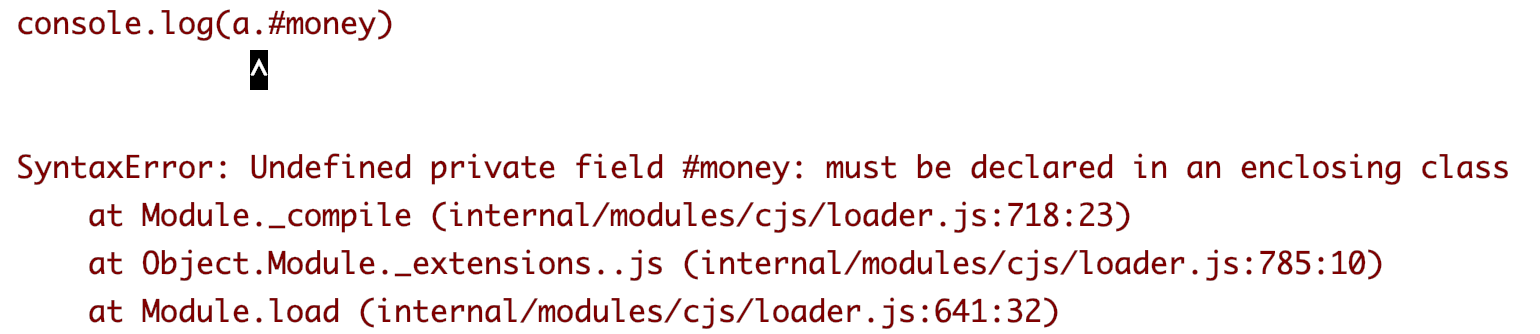 console.log(a.#money)
^
SyntaxError: Undefined private field #money: must be declared in an enclosing class
at Module._compile (internal/modules/cjs/loader.js:718:23)
at Object.Module._extensions..js (internal/modules/cjs/loader.js:785:10)
at Module.load (internal/modules/cjs/loader.js:641:32)